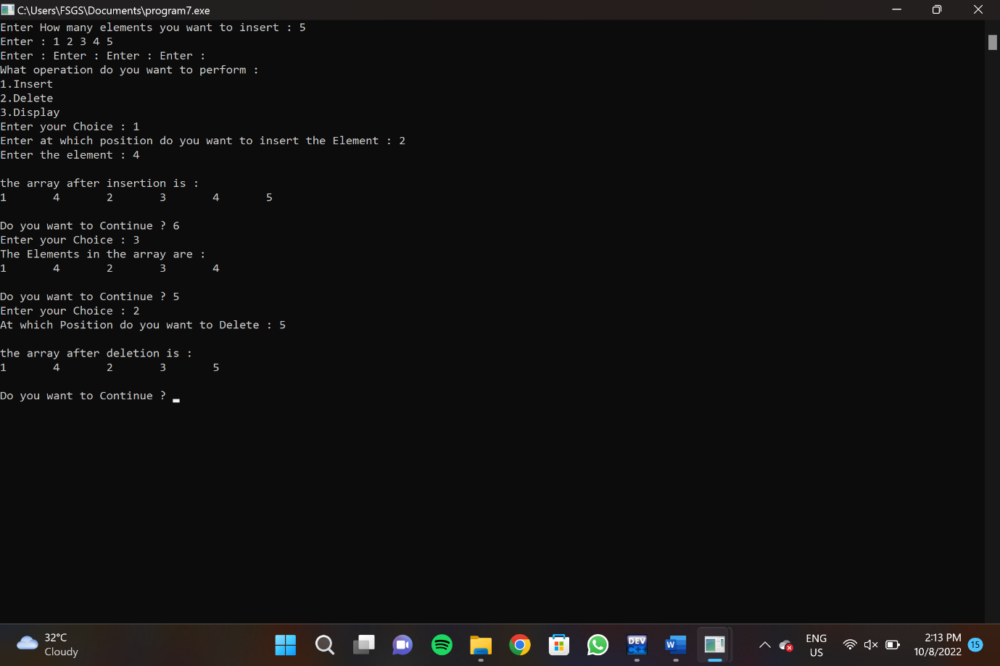 C:\Users\FSGS\Documents\program7.exe
Enter How many elements you want to insert : 5
Enter : 1 2 3 4 5
Enter : Enter : Enter : Enter :
What operation do you want to perform :
1.Insert
2.Delete
3.Display
Enter your Choice : 1
Enter at which position do you want to insert the Element : 2
Enter the element : 4
the array after insertion is :
1 4 2 3 4 5
Do you want to Continue ? 6
Enter your Choice : 3
The Elements in the array are :
1 4 2 3 4
Do you want to Continue ? 5
Enter your Choice : 2
At which Position do you want to Delete : 5
the array after deletion is :
1 4 2 3 5
Do you want to Continue ?
32°C
Cloudy
DEV
C++
W
ENG
US
2:13 PM
10/8/2022
15